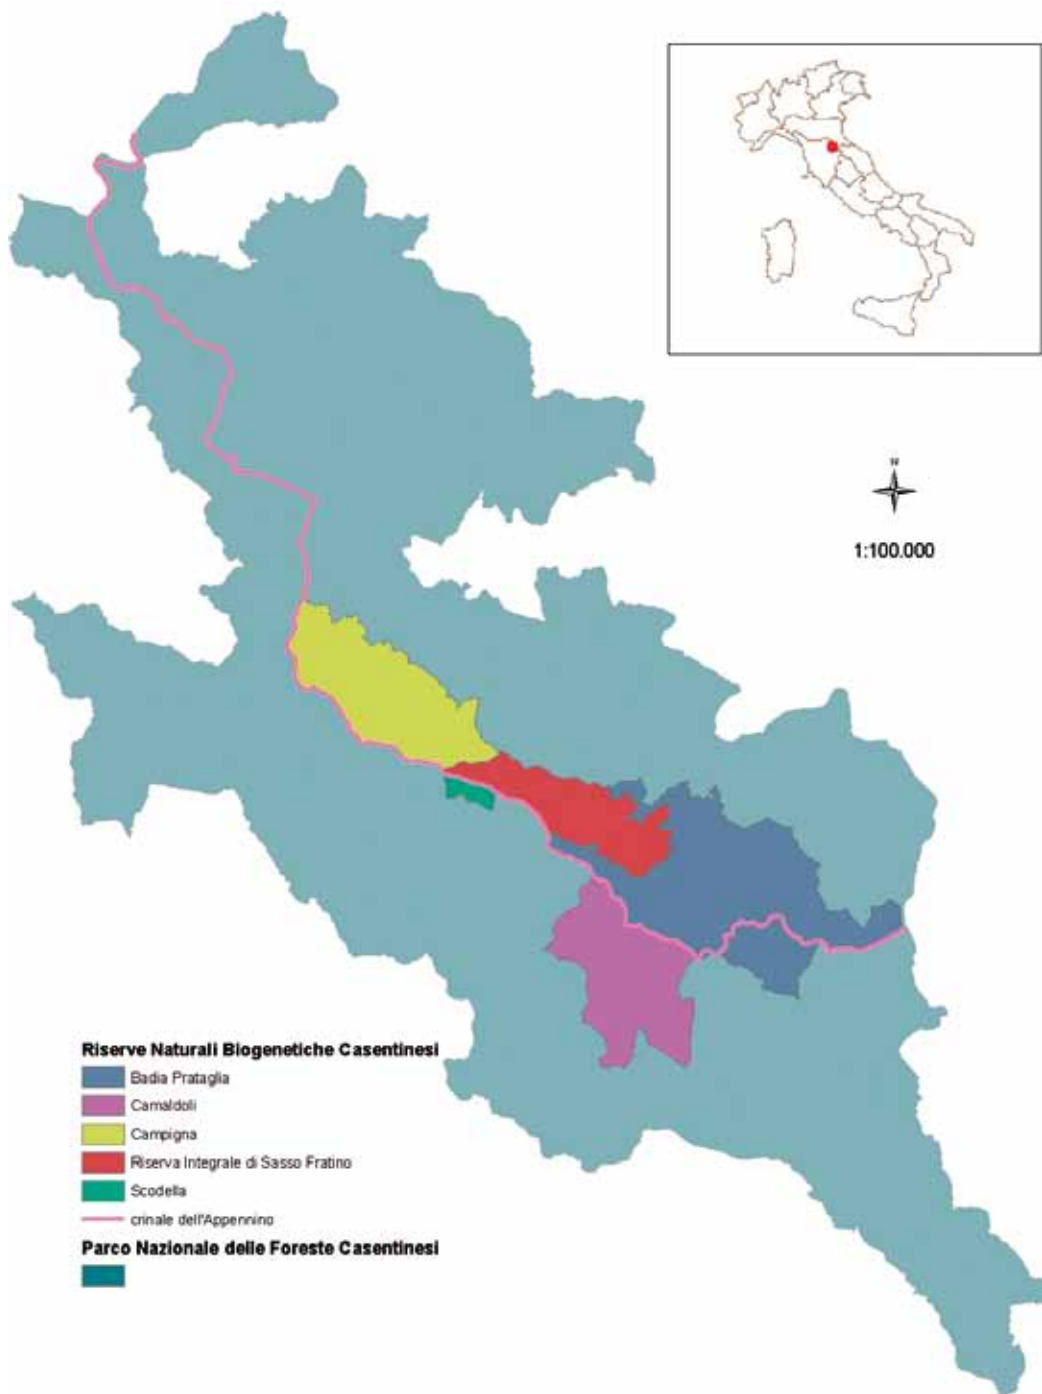 N
1:100.000
Riserve Naturali Biogenetiche Casentinesi
Badia Prataglia
Camaldoli
Campigna
Riserva Integrale di Sasso Fratino
Scodella
crinale dell'Appennino
Parco Nazionale delle Foreste Casentinesi